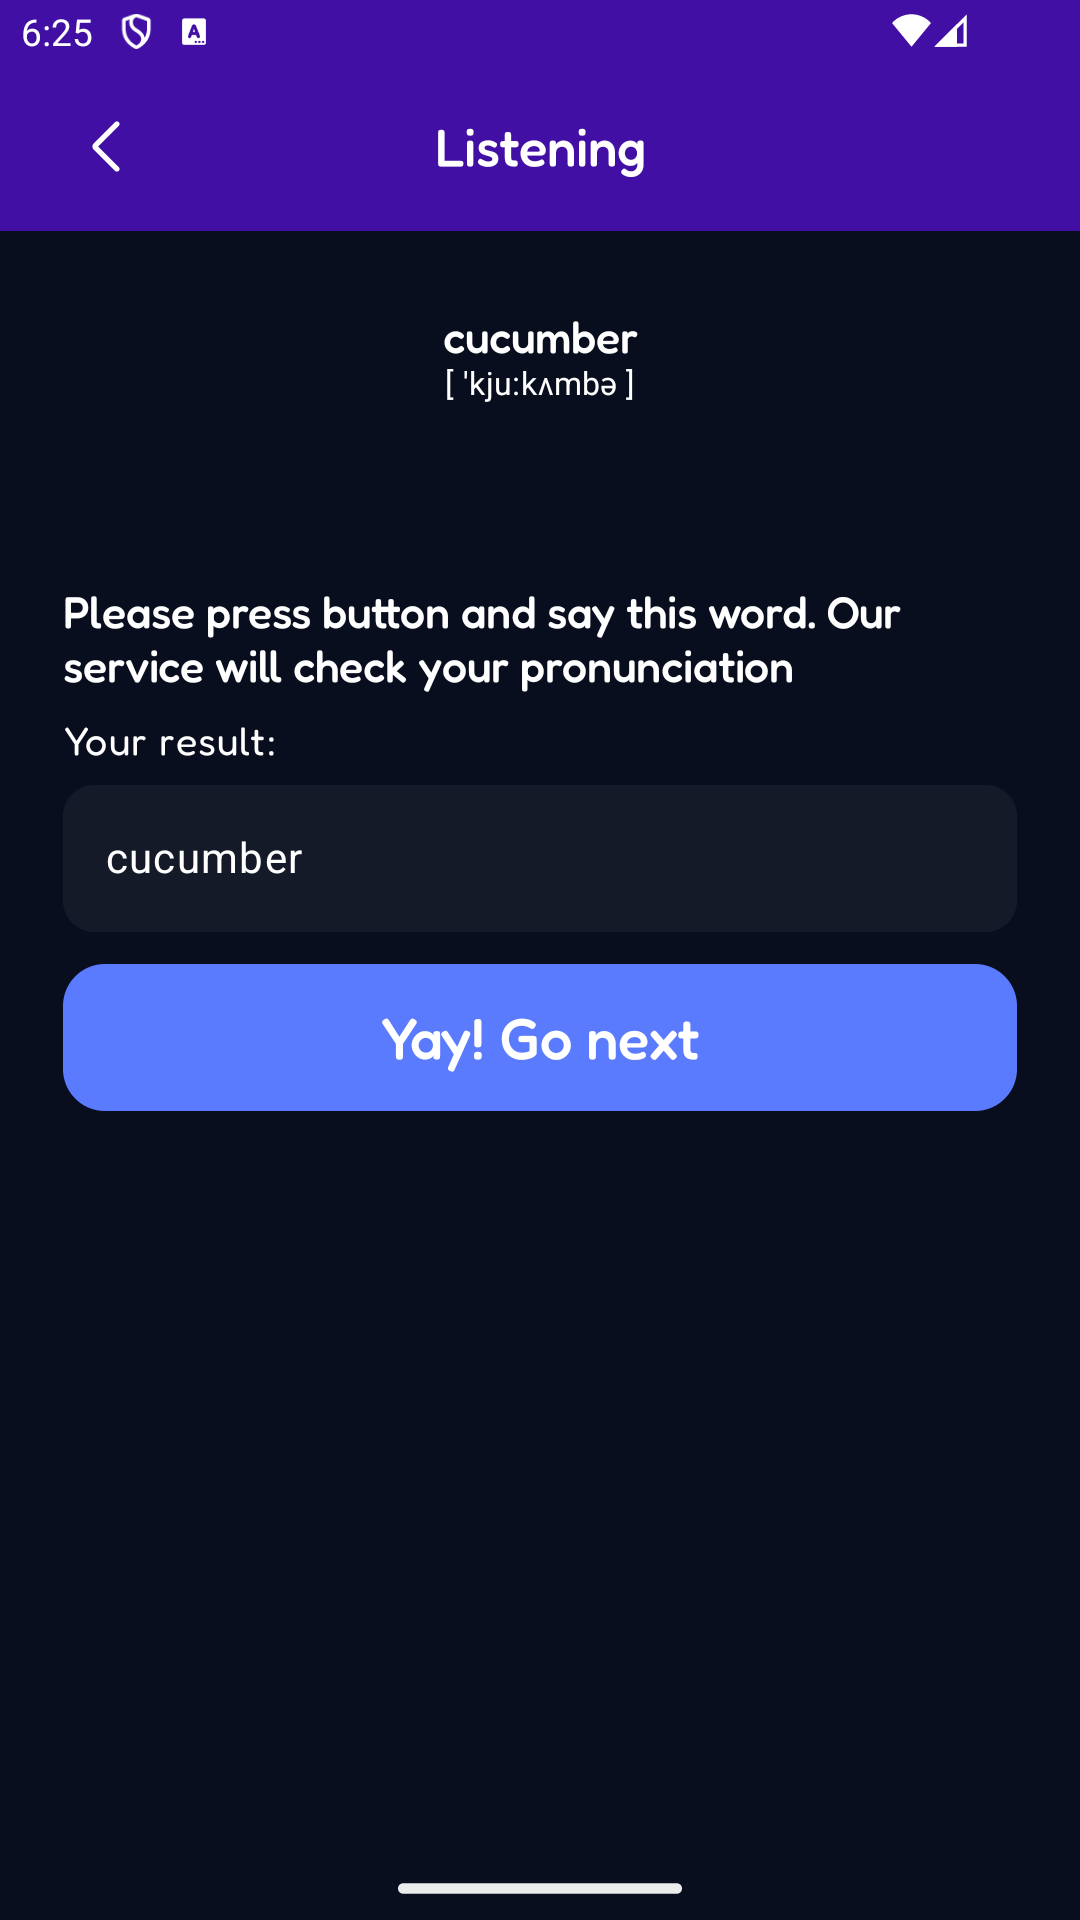 6:25
Listening
cucumber
[ 'kju:kʌmbə ]
Please press button and say this word. Our
service will check your pronunciation
Your result:
cucumber
Yay! Go next